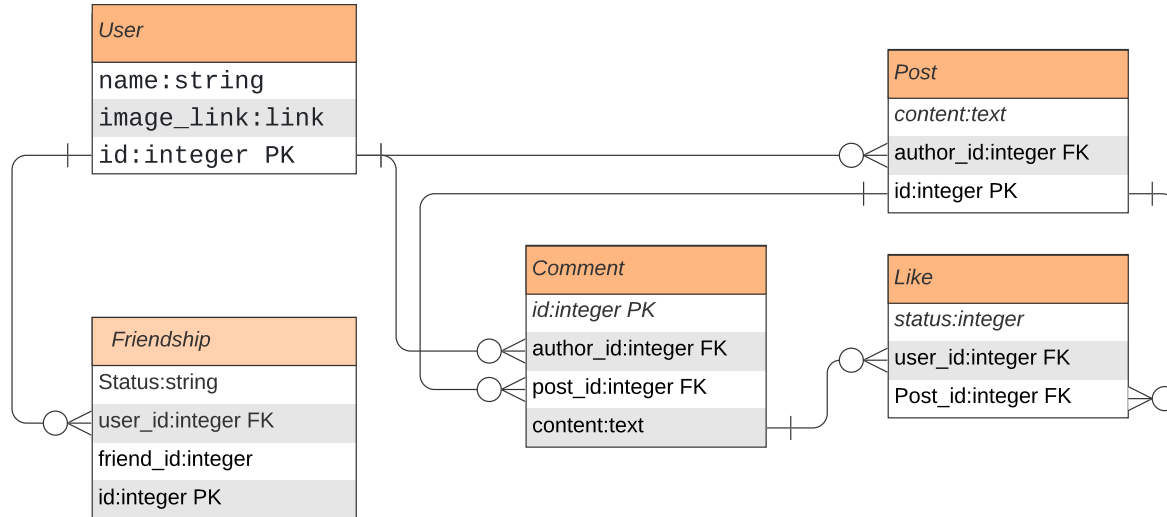 User
name:string
image_link:link
id:integer PK
Post
content:text
author_id:integer FK
id:integer PK
Comment
id:integer PK
author_id:integer FK
post_id:integer FK
content:text
Like
status:integer
user_id:integer FK
Post_id:integer FK
Friendship
Status:string
user_id:integer FK
friend_id:integer
id:integer PK